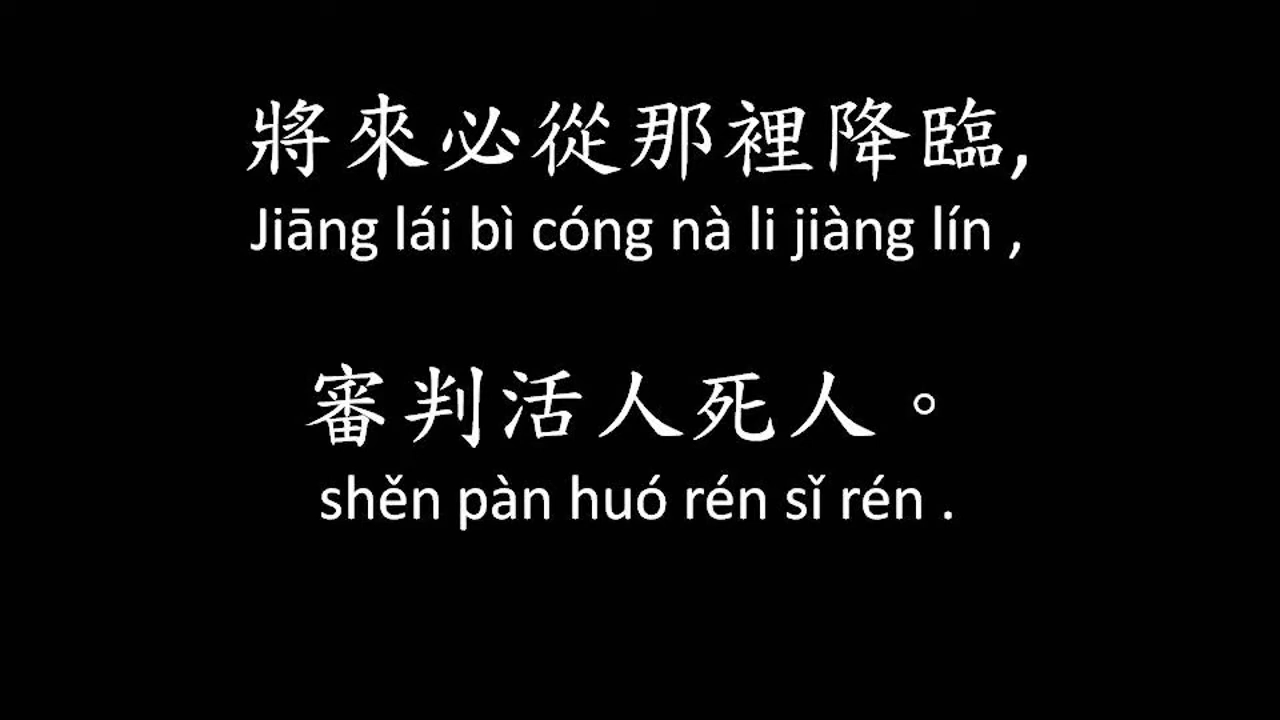 將來必從那裡降臨,
Jiāng lái bì cóng nà li jiàng lín ,
審判活人死人。
shěn pàn huó rén sǐ rén .